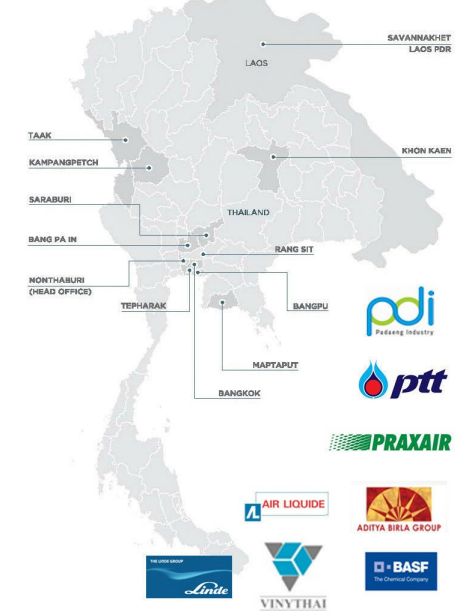 SAVANNAKHET
LAOS PDR
LAOS
TAAK
KHON KAEN
KAMPANGPETCH
SARABURI
THAILAND
BANG PA IN
RANG SIT
NONTHABURI
(HEAD OFFICE)
TEPHARAK
BANGPU
pdi
Padaeng Industry
MAPTAPUT
ptt
BANGKOK
PRAXAIR
AL
AIR LIQUIDE
ADITYA BIRLA GROUP
THE LINDE GROUP
Linde
VINYTHAI
BASF
The Chemical Company